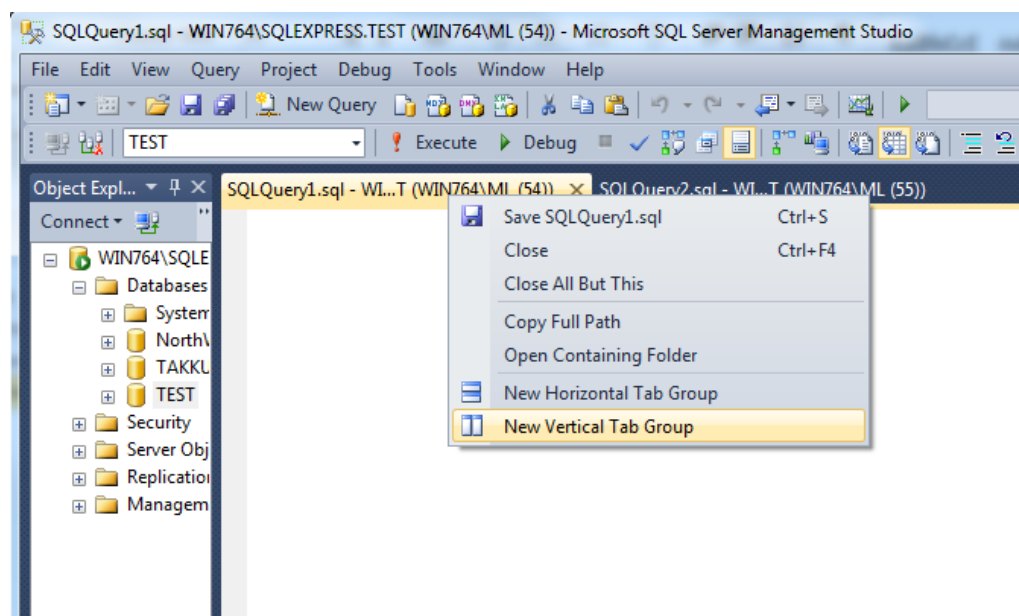 SQLQuery1.sql - WIN764\SQLEXPRESS.TEST (WIN764\ML (54)) - Microsoft SQL Server Management Studio
File Edit View Query Project Debug Tools Window Help
New Query
TEST Execute Debug
Object Expl... SQLQuery1.sql - WI...T (WIN764\ML (54)) SQLQuery2.sql - WI...T (WIN764\ML (55))
Connect
WIN764\SQLE
Databases
System
North
TAKKU
TEST
Security
Server Obj
Replication
Managem
Save SQLQuery1.sql Ctrl+S
Close Ctrl+F4
Close All But This
Copy Full Path
Open Containing Folder
New Horizontal Tab Group
New Vertical Tab Group